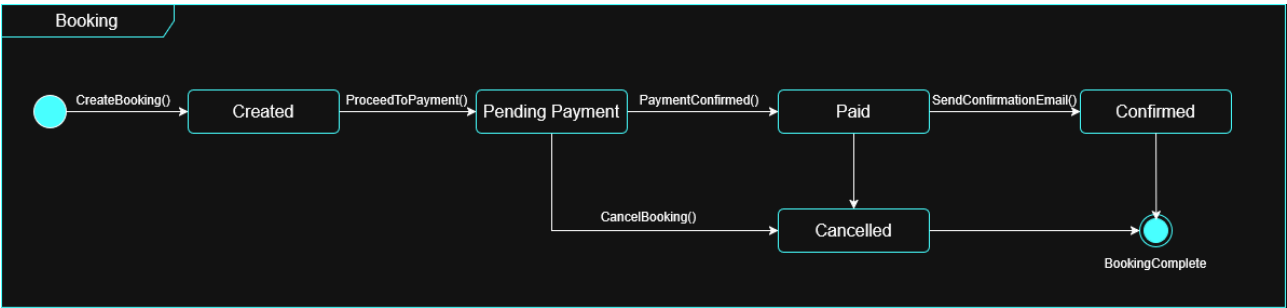 Booking
CreateBooking()
ProceedToPayment()
PaymentConfirmed()
SendConfirmationEmail()
Created
Pending Payment
Paid
Confirmed
CancelBooking()
Cancelled
BookingComplete